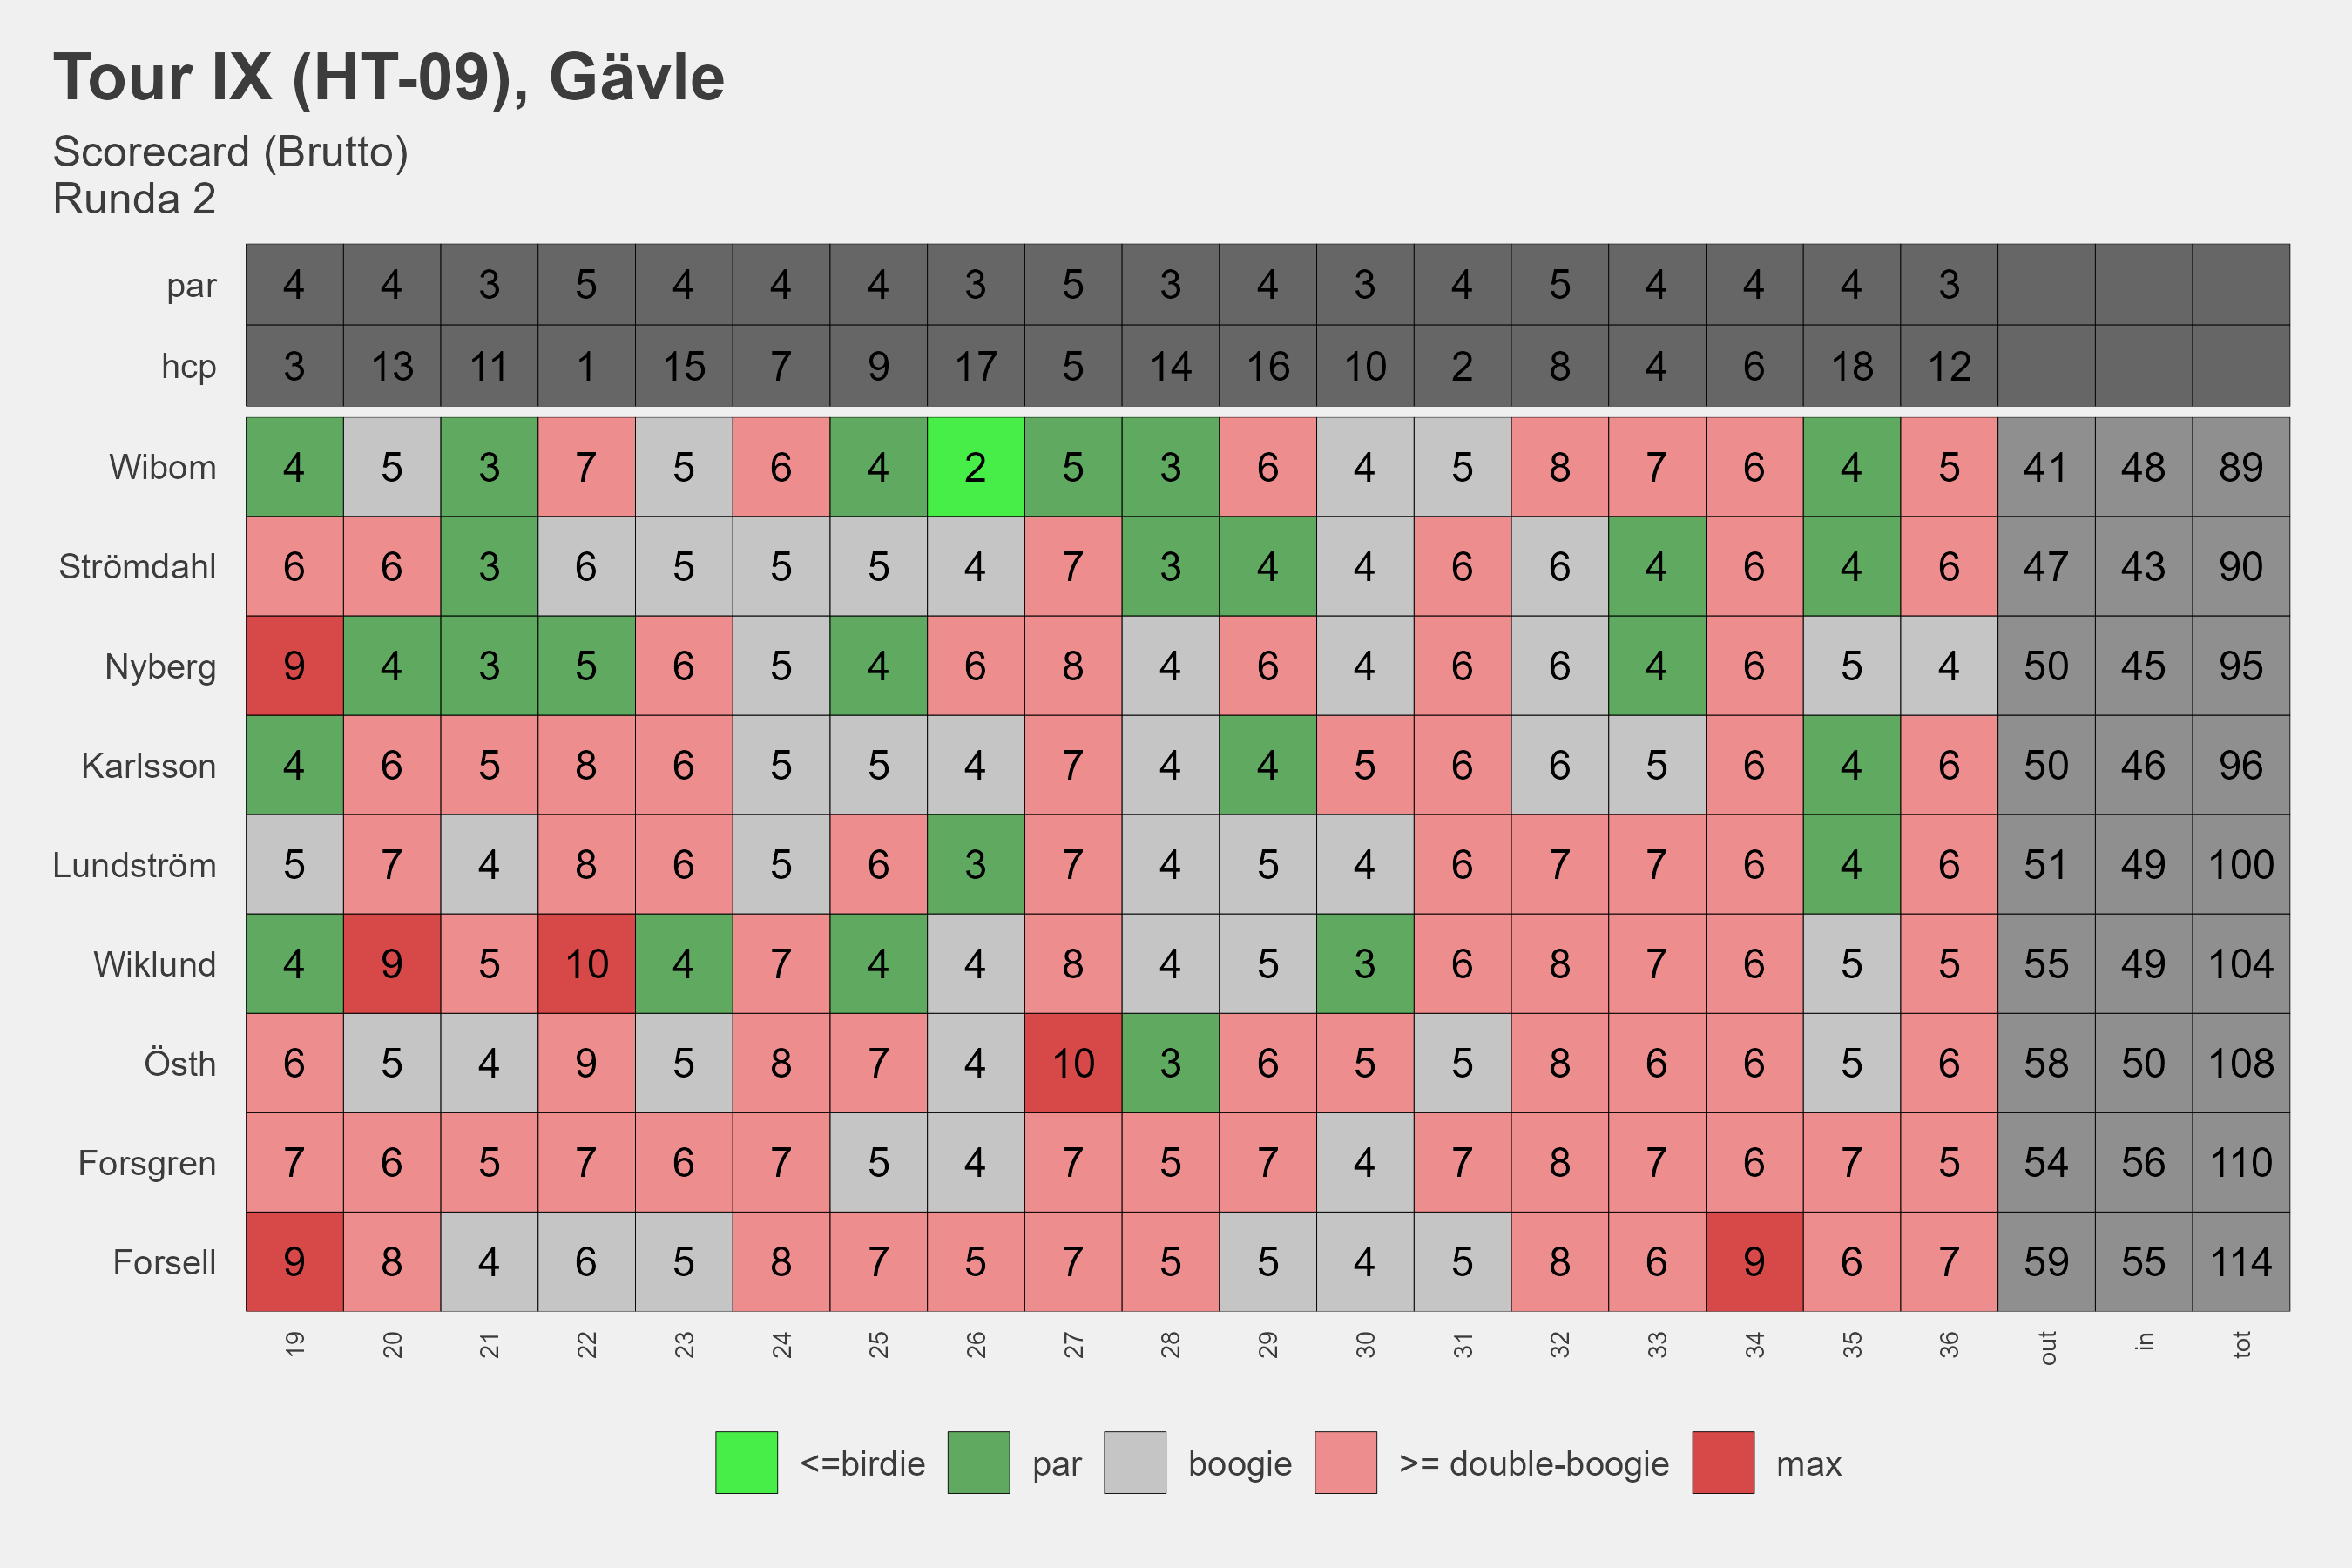 Tour IX (HT-09), Gävle
Scorecard (Brutto)
Runda 2
par 4 4 3 5 4 4 4 3 5 3 4 3 4 5 4 4 4 3
hcp 3 13 11 1 15 7 9 17 5 14 16 10 2 8 4 6 18 12
Wibom 4 5 3 7 5 6 4 2 5 3 6 4 5 8 7 6 4 5 41 48 89
Strömdahl 6 6 3 6 5 5 5 4 7 3 4 4 6 6 4 6 4 6 47 43 90
Nyberg 9 4 3 5 6 5 4 6 8 4 6 4 6 6 4 6 5 4 50 45 95
Karlsson 4 6 5 8 6 5 5 4 7 4 4 5 6 6 5 6 4 6 50 46 96
Lundström 5 7 4 8 6 5 6 3 7 4 5 4 6 7 7 6 4 6 51 49 100
Wiklund 4 9 5 10 4 7 4 4 8 4 5 3 6 8 7 6 5 5 55 49 104
Östh 6 5 4 9 5 8 7 4 10 3 6 5 5 8 6 6 5 6 58 50 108
Forsgren 7 6 5 7 6 7 5 4 7 5 7 4 7 8 7 6 7 5 54 56 110
Forsell 9 8 4 6 5 8 7 5 7 5 5 4 5 8 6 9 6 7 59 55 114
19 20 21 22 23 24 25 26 27 28 29 30 31 32 33 34 35 36 out in tot
<=birdie par boogie >= double-boogie max